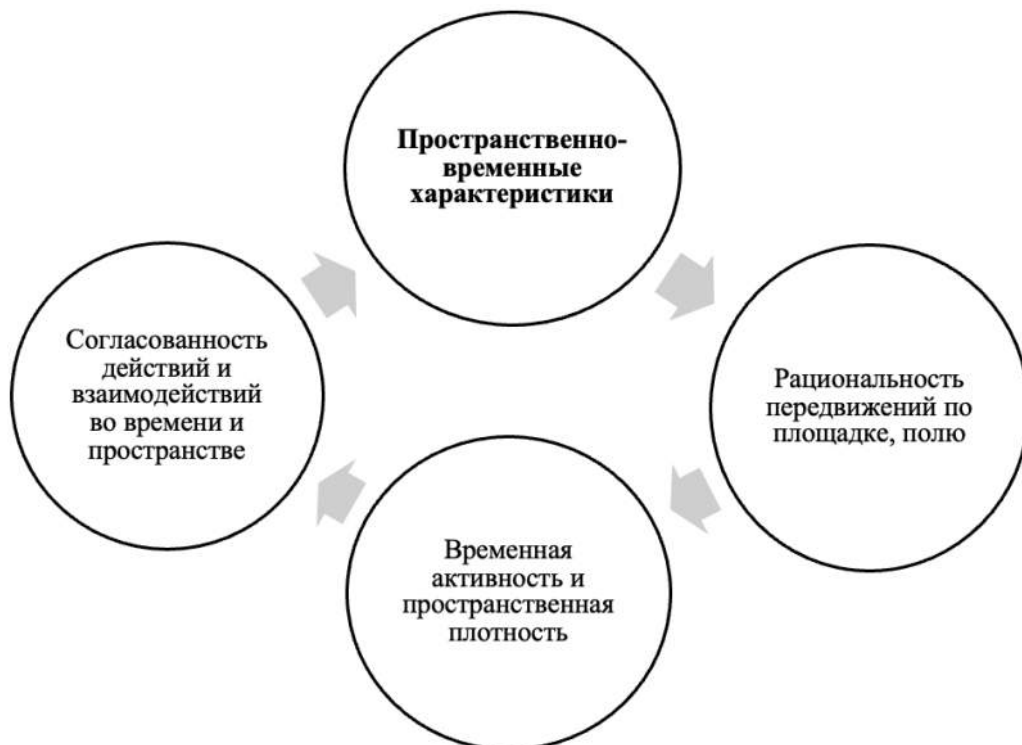 Пространственно-
временные
характеристики
Рациональность
передвижений по
площадке, полю
Временная
активность и
пространственная
плотность
Согласованность
действий и
взаимодействий
во времени и
пространстве